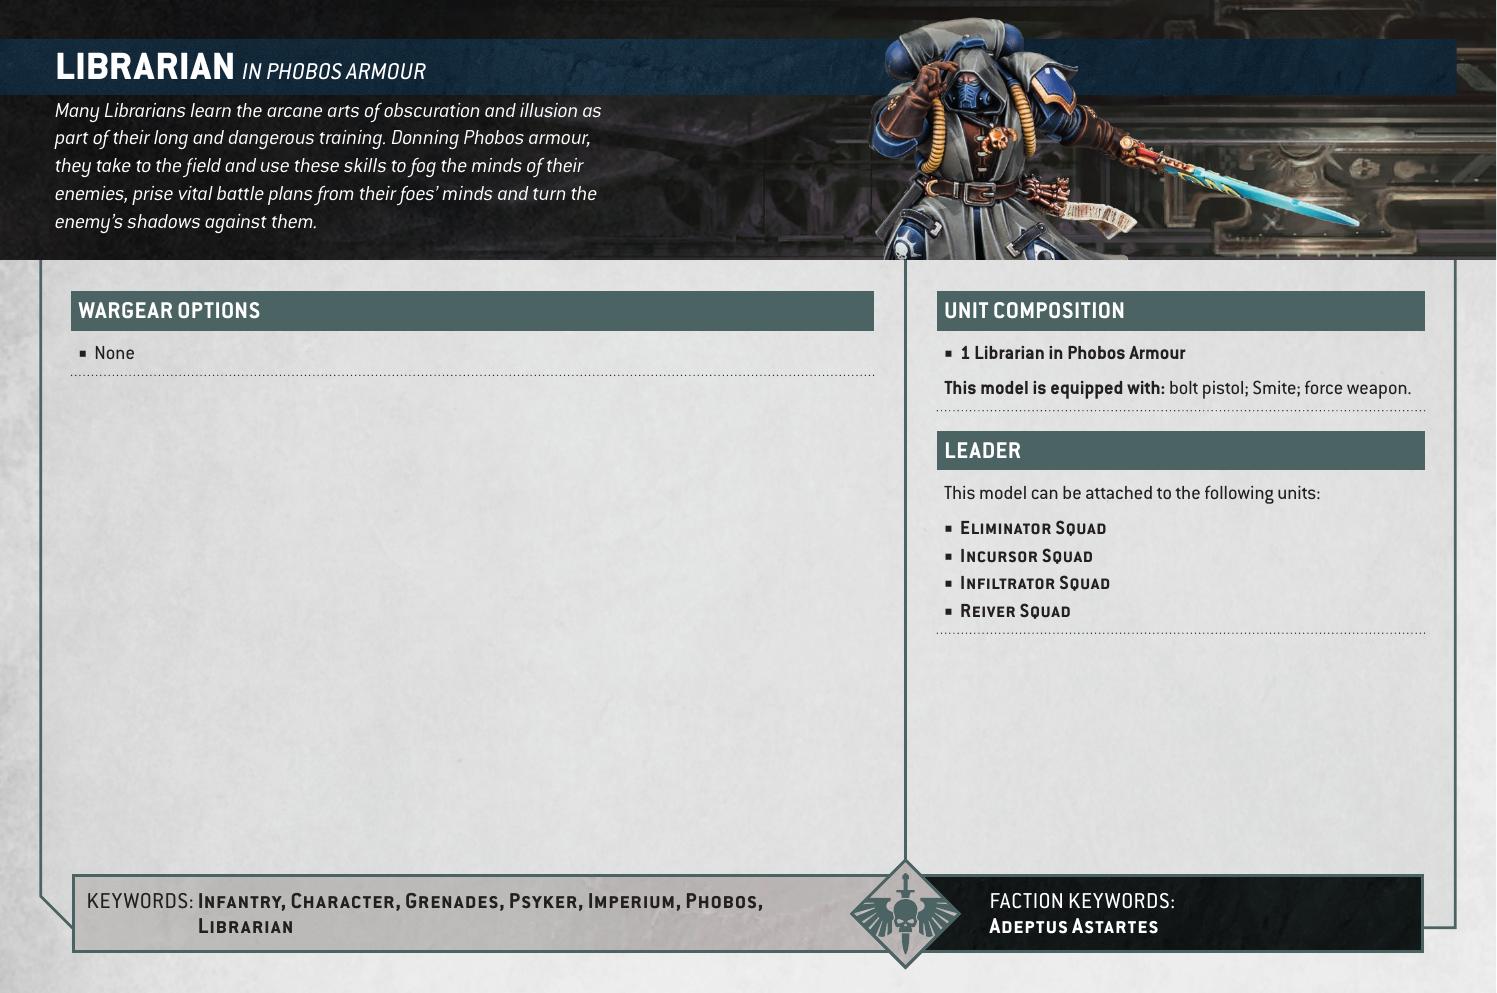 LIBRARIAN IN PHOBOS ARMOUR
Many Librarians learn the arcane arts of obscuration and illusion as
part of their long and dangerous training. Donning Phobos armour,
they take to the field and use these skills to fog the minds of their
enemies, prise vital battle plans from their foes’ minds and turn the
enemy’s shadows against them.
WARGEAR OPTIONS
▪ None
UNIT COMPOSITION
▪ 1 Librarian in Phobos Armour
This model is equipped with: bolt pistol; Smite; force weapon.
LEADER
This model can be attached to the following units:
▪ ELIMINATOR SQUAD
▪ INCURSOR SQUAD
▪ INFILTRATOR SQUAD
▪ REIVER SQUAD
KEYWORDS: INFANTRY, CHARACTER, GRENADES, PSYKER, IMPERIUM, PHOBOS,
LIBRARIAN
FACTION KEYWORDS:
ADEPTUS ASTARTES